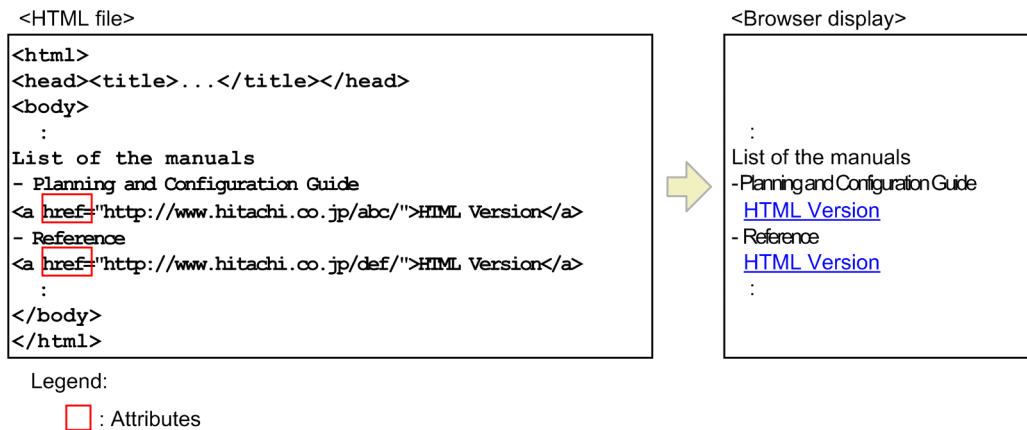 <HTML file>
<html>
<head><title>...</title></head>
<body>
:
List of the manuals
- Planning and Configuration Guide
<a href="http://www.hitachi.co.jp/abc/">HTML Version</a>
- Reference
<a href="http://www.hitachi.co.jp/def/">HTML Version</a>
:
</body>
</html>
<Browser display>
:
List of the manuals
-Planning and Configuration Guide
HTML Version
- Reference
HTML Version
:
Legend:
: Attributes